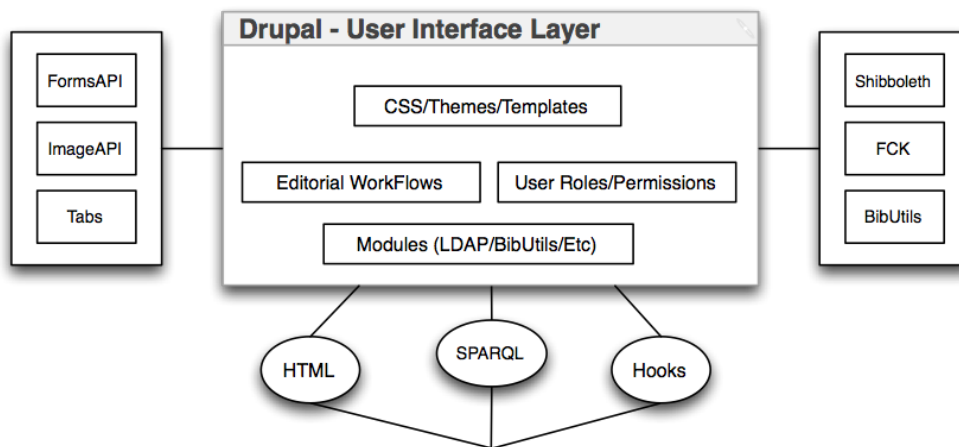 Drupal - User Interface Layer
FormsAPI
ImageAPI
Tabs
CSS/Themes/Templates
Editorial WorkFlows
User Roles/Permissions
Modules (LDAP/BibUtils/Etc)
Shibboleth
FCK
BibUtils
HTML
SPARQL
Hooks